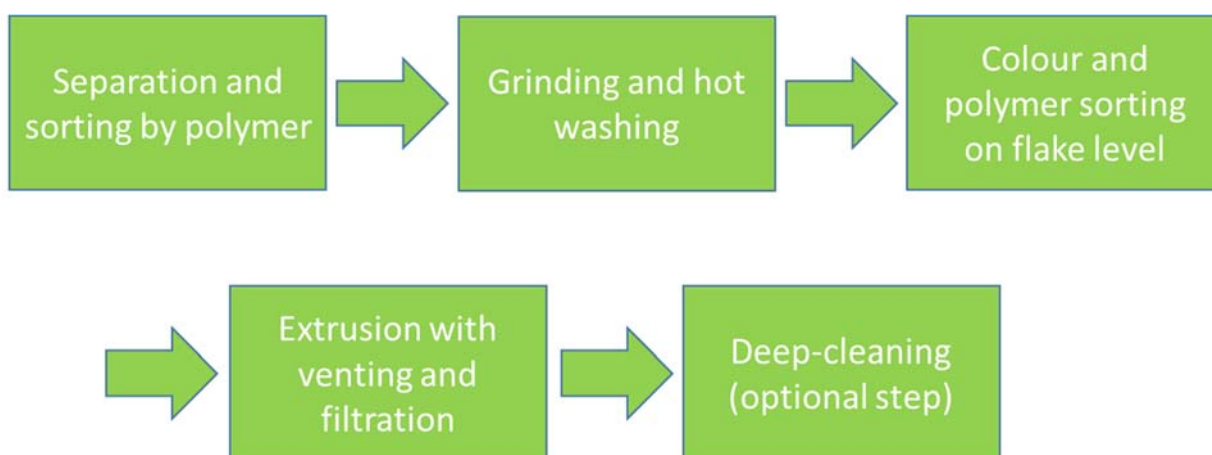 Separation and
sorting by polymer
Grinding and hot
washing
Colour and
polymer sorting
on flake level
Extrusion with
venting and
filtration
Deep-cleaning
(optional step)